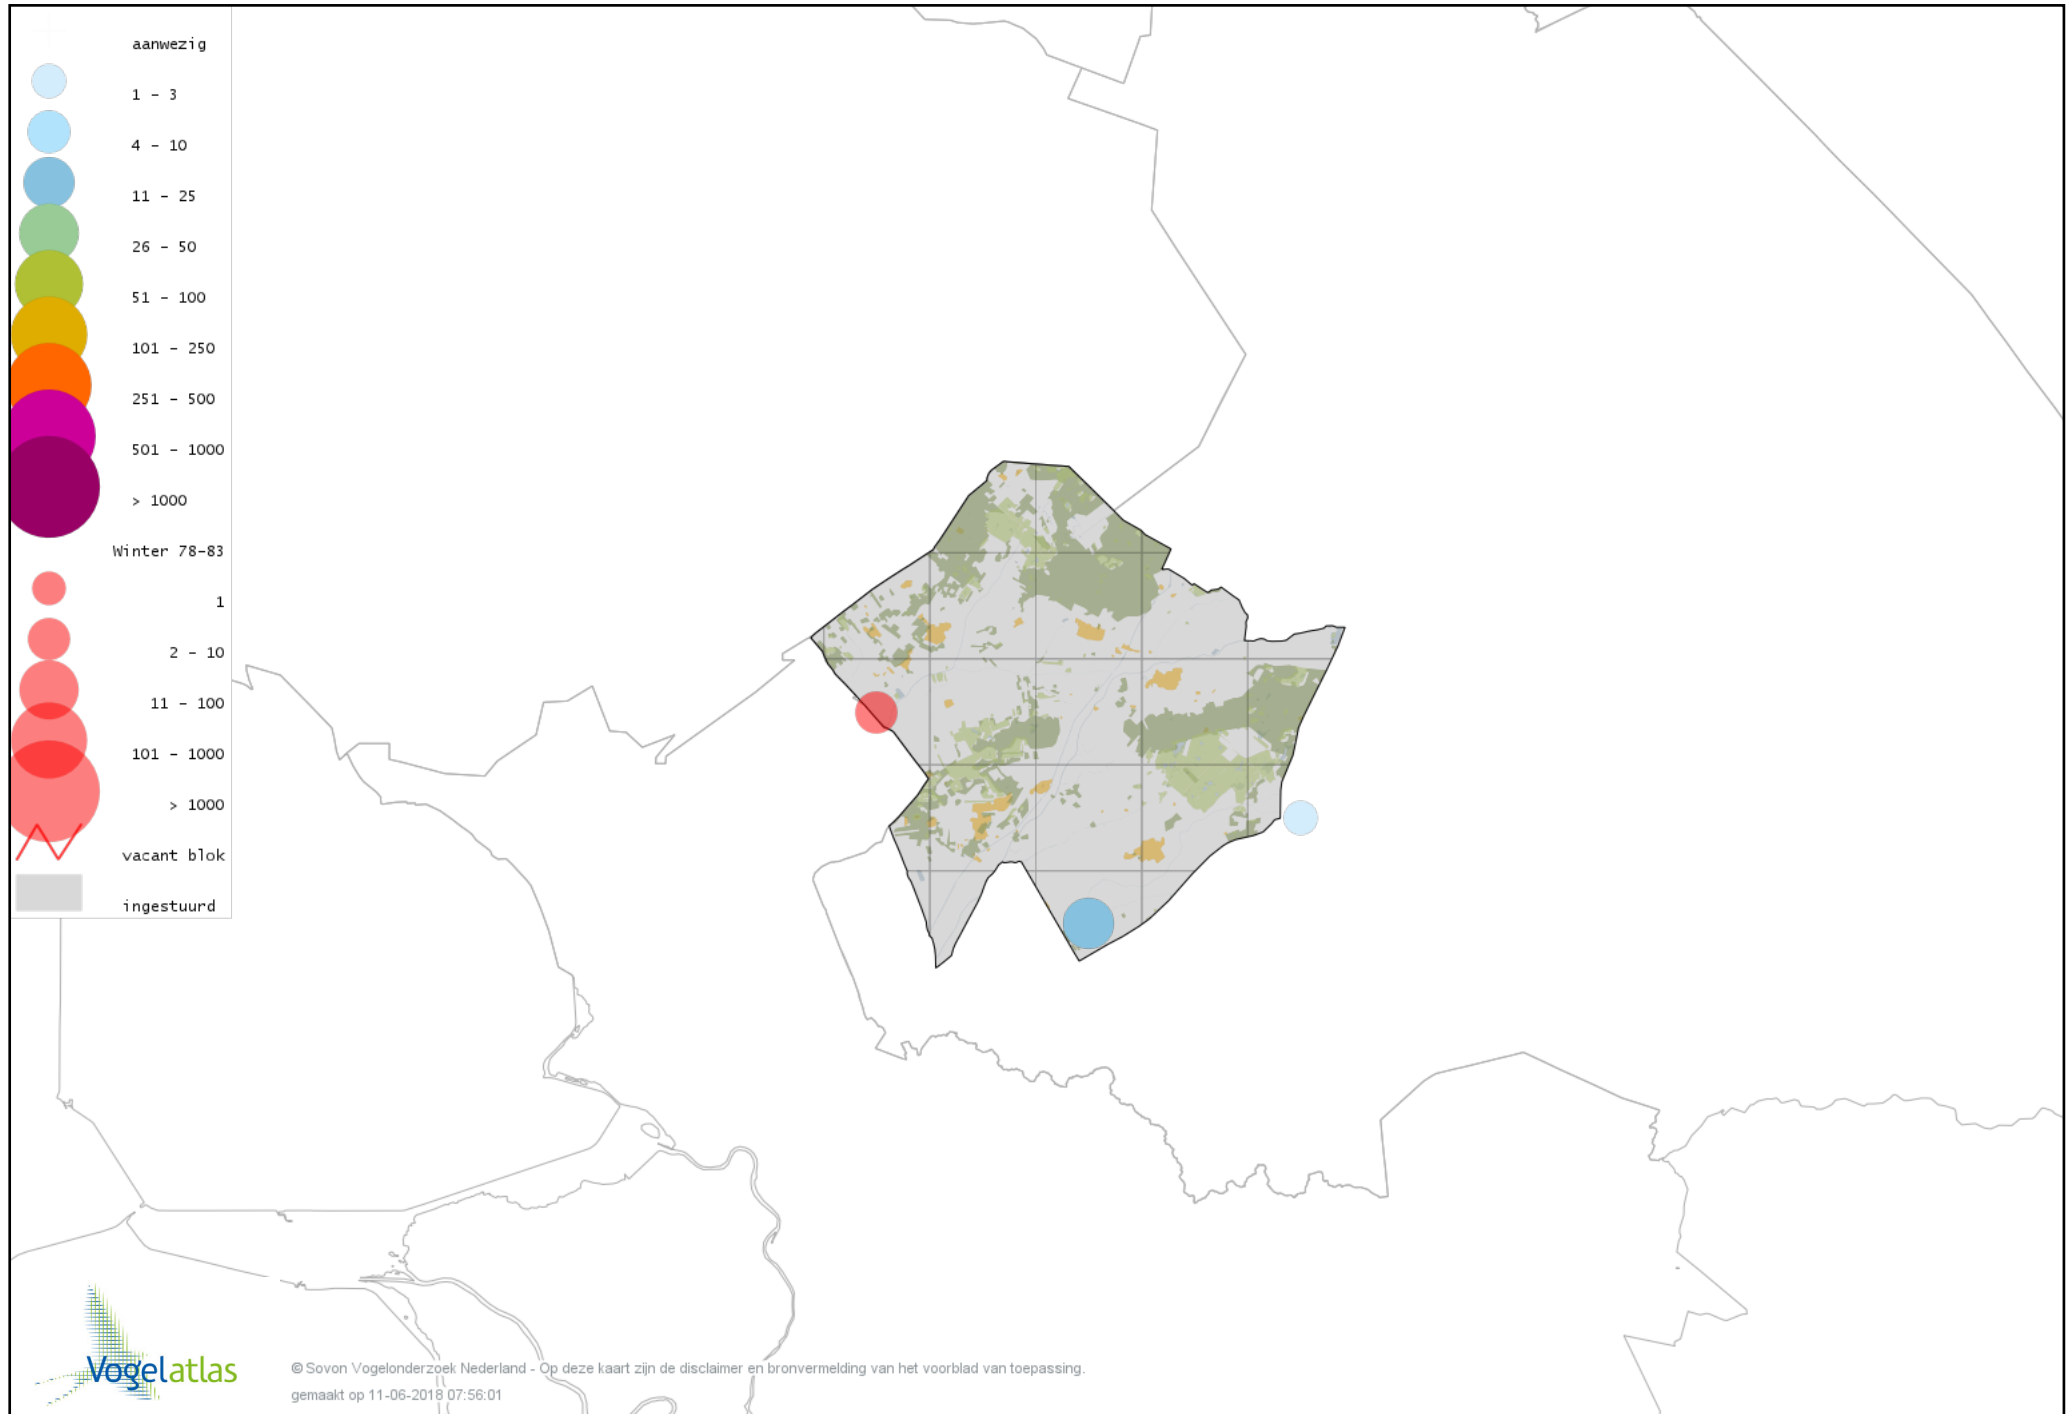 aanwezig
1 - 3
4 - 10
11 - 25
26 - 50
51 - 100
101 - 250
251 - 500
501 - 1000
> 1000
Winter 78-83
1
2 - 10
11 - 100
101 - 1000
> 1000
vacant blok
ingestuurd
Vogelatlas
© Sovon Vogelonderzoek Nederland - Op deze kaart zijn de disclaimer en bronvermelding van het voorblad van toepassing.
gemaakt op 11-06-2018 07:56:01